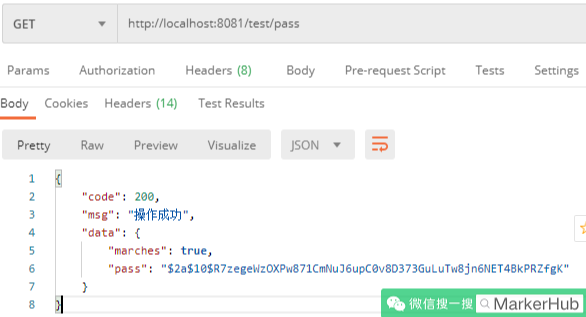 GET http://localhost:8081/test/pass
Params Authorization Headers (8) Body Pre-request Script Tests Settings
Body Cookies Headers (14) Test Results
Pretty Raw Preview Visualize JSON
1 {
2 "code": 200,
3 "msg": "操作成功",
4 "data": {
5 "marches": true,
6 "pass": "$2a$10$R7zegeWzOXPw871CmNuJ6upC0v8D373GuLuTw8jn6NET4BkPRZfgK"
7 }
8 }
微信搜一搜 MarkerHub